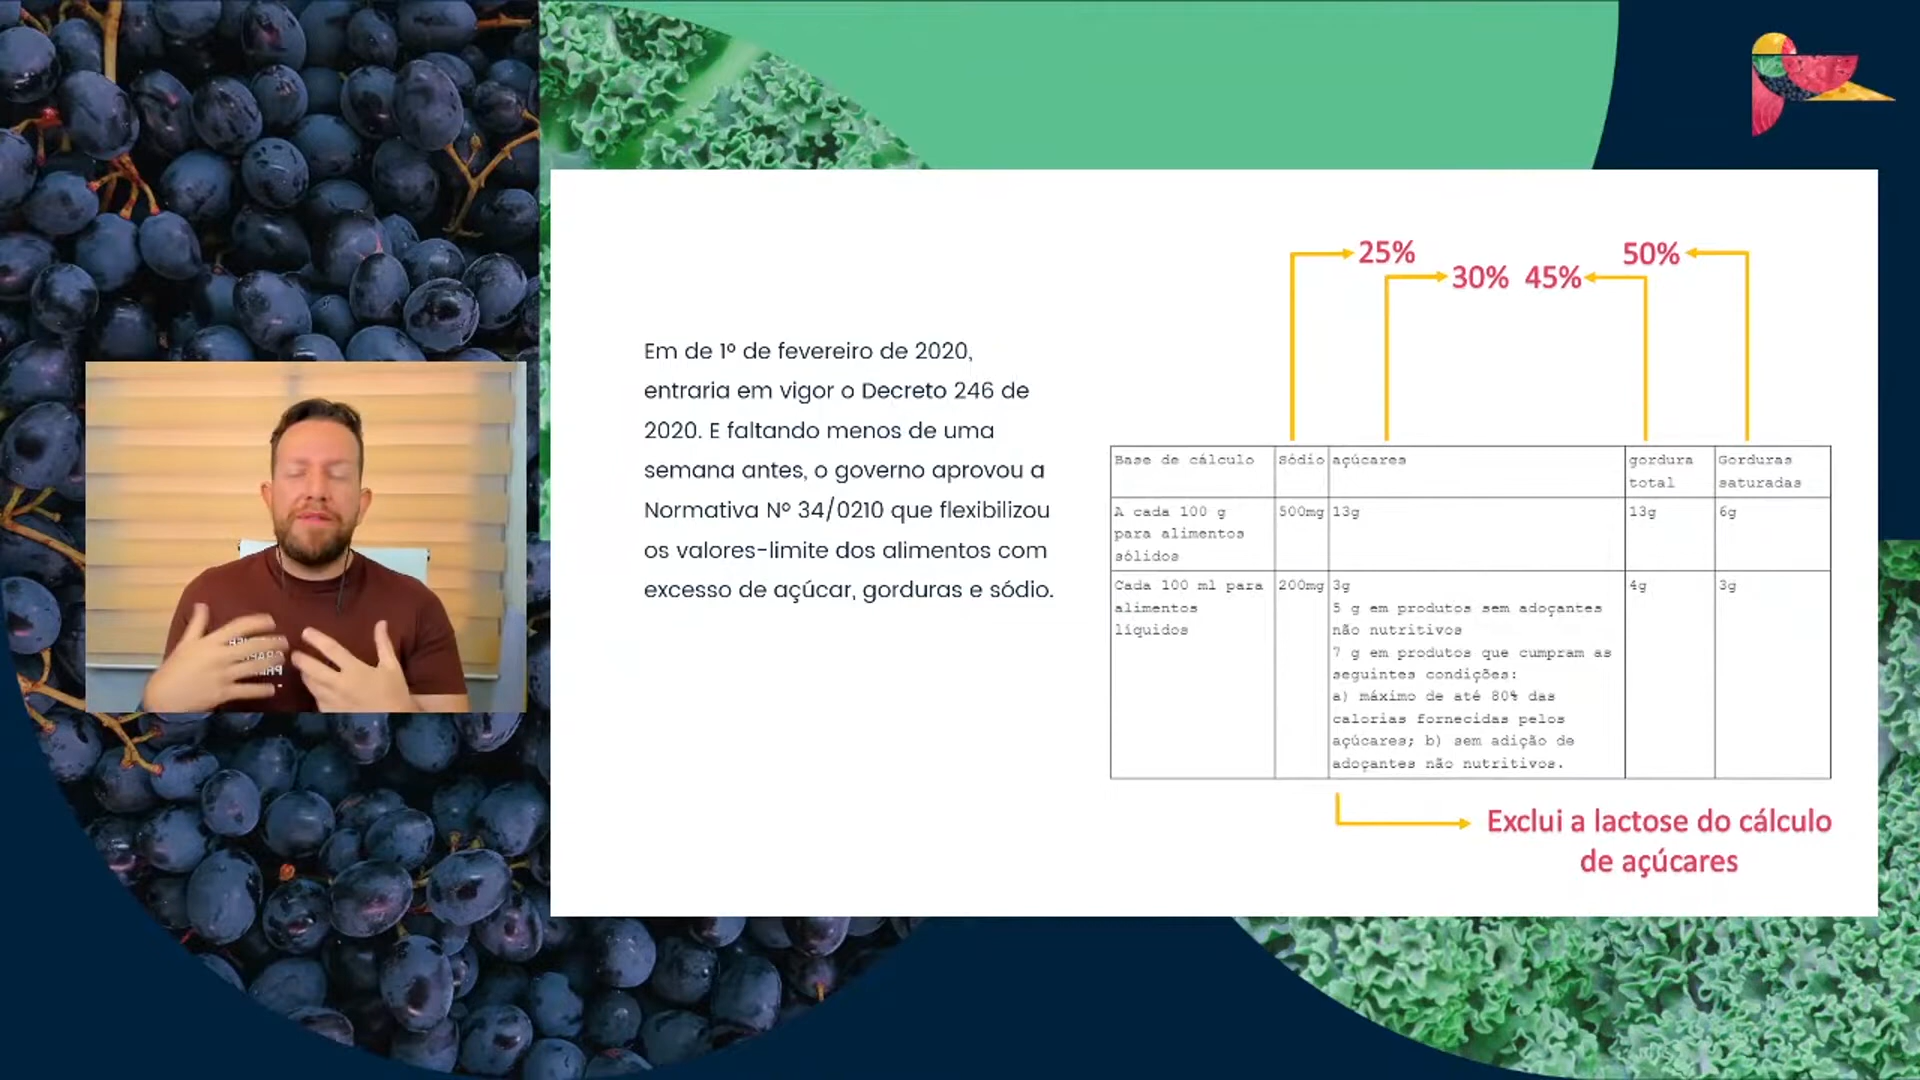 Em de 1º de fevereiro de 2020,
entraria em vigor o Decreto 246 de
2020. E faltando menos de uma
semana antes, o governo aprovou a
Normativa Nº 34/0210 que flexibilizou
os valores-limite dos alimentos com
excesso de açúcar, gorduras e sódio.
25%
30%
45%
50%
Base de cálculo
Sódio
açúcares
gordura
total
Gorduras
saturadas
A cada 100 g
para alimentos
sólidos
500mg
13g
13g
6g
Cada 100 ml para
alimentos
líquidos
200mg
3g
5 g em produtos sem adoçantes
não nutritivos
7 g em produtos que cumpram as
seguintes condições:
a) máximo de até 80% das
calorias fornecidas pelos
açúcares; b) sem adição de
adoçantes não nutritivos.
4g
3g
Exclui a lactose do cálculo
de açúcares